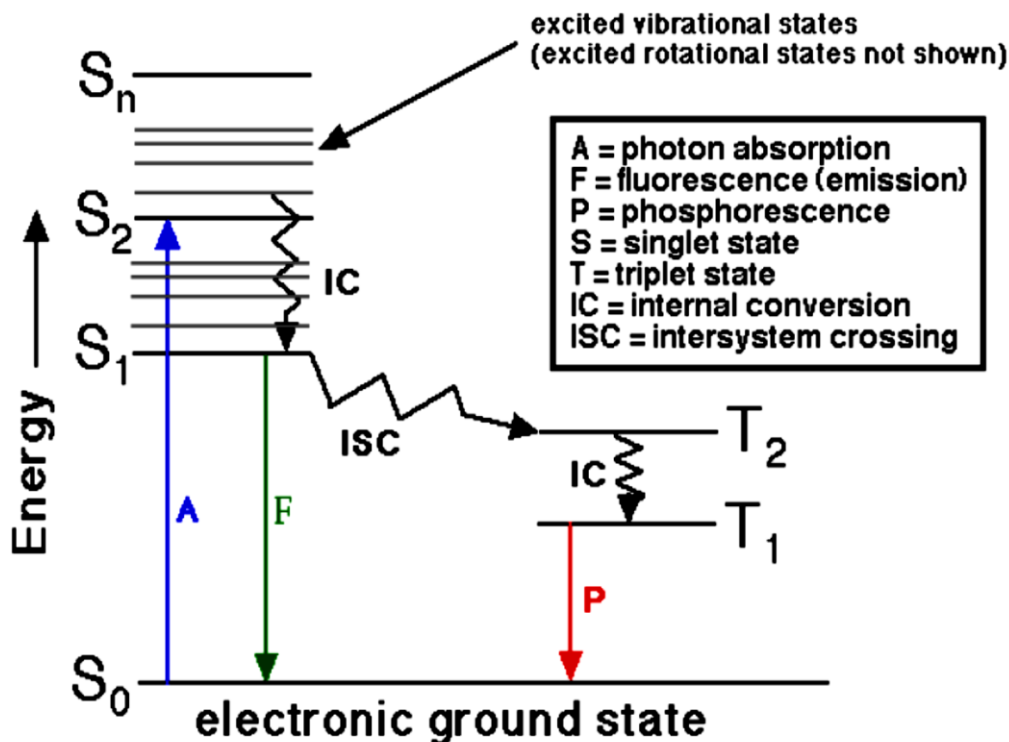 excited vibrational states
(excited rotational states not shown)
Sn
A = photon absorption
F = fluorescence (emission)
P = phosphorescence
S = singlet state
T = triplet state
IC = internal conversion
ISC = intersystem crossing
S2
IC
S1
ISC
T2
IC
Energy
A
F
T1
P
S0
electronic ground state